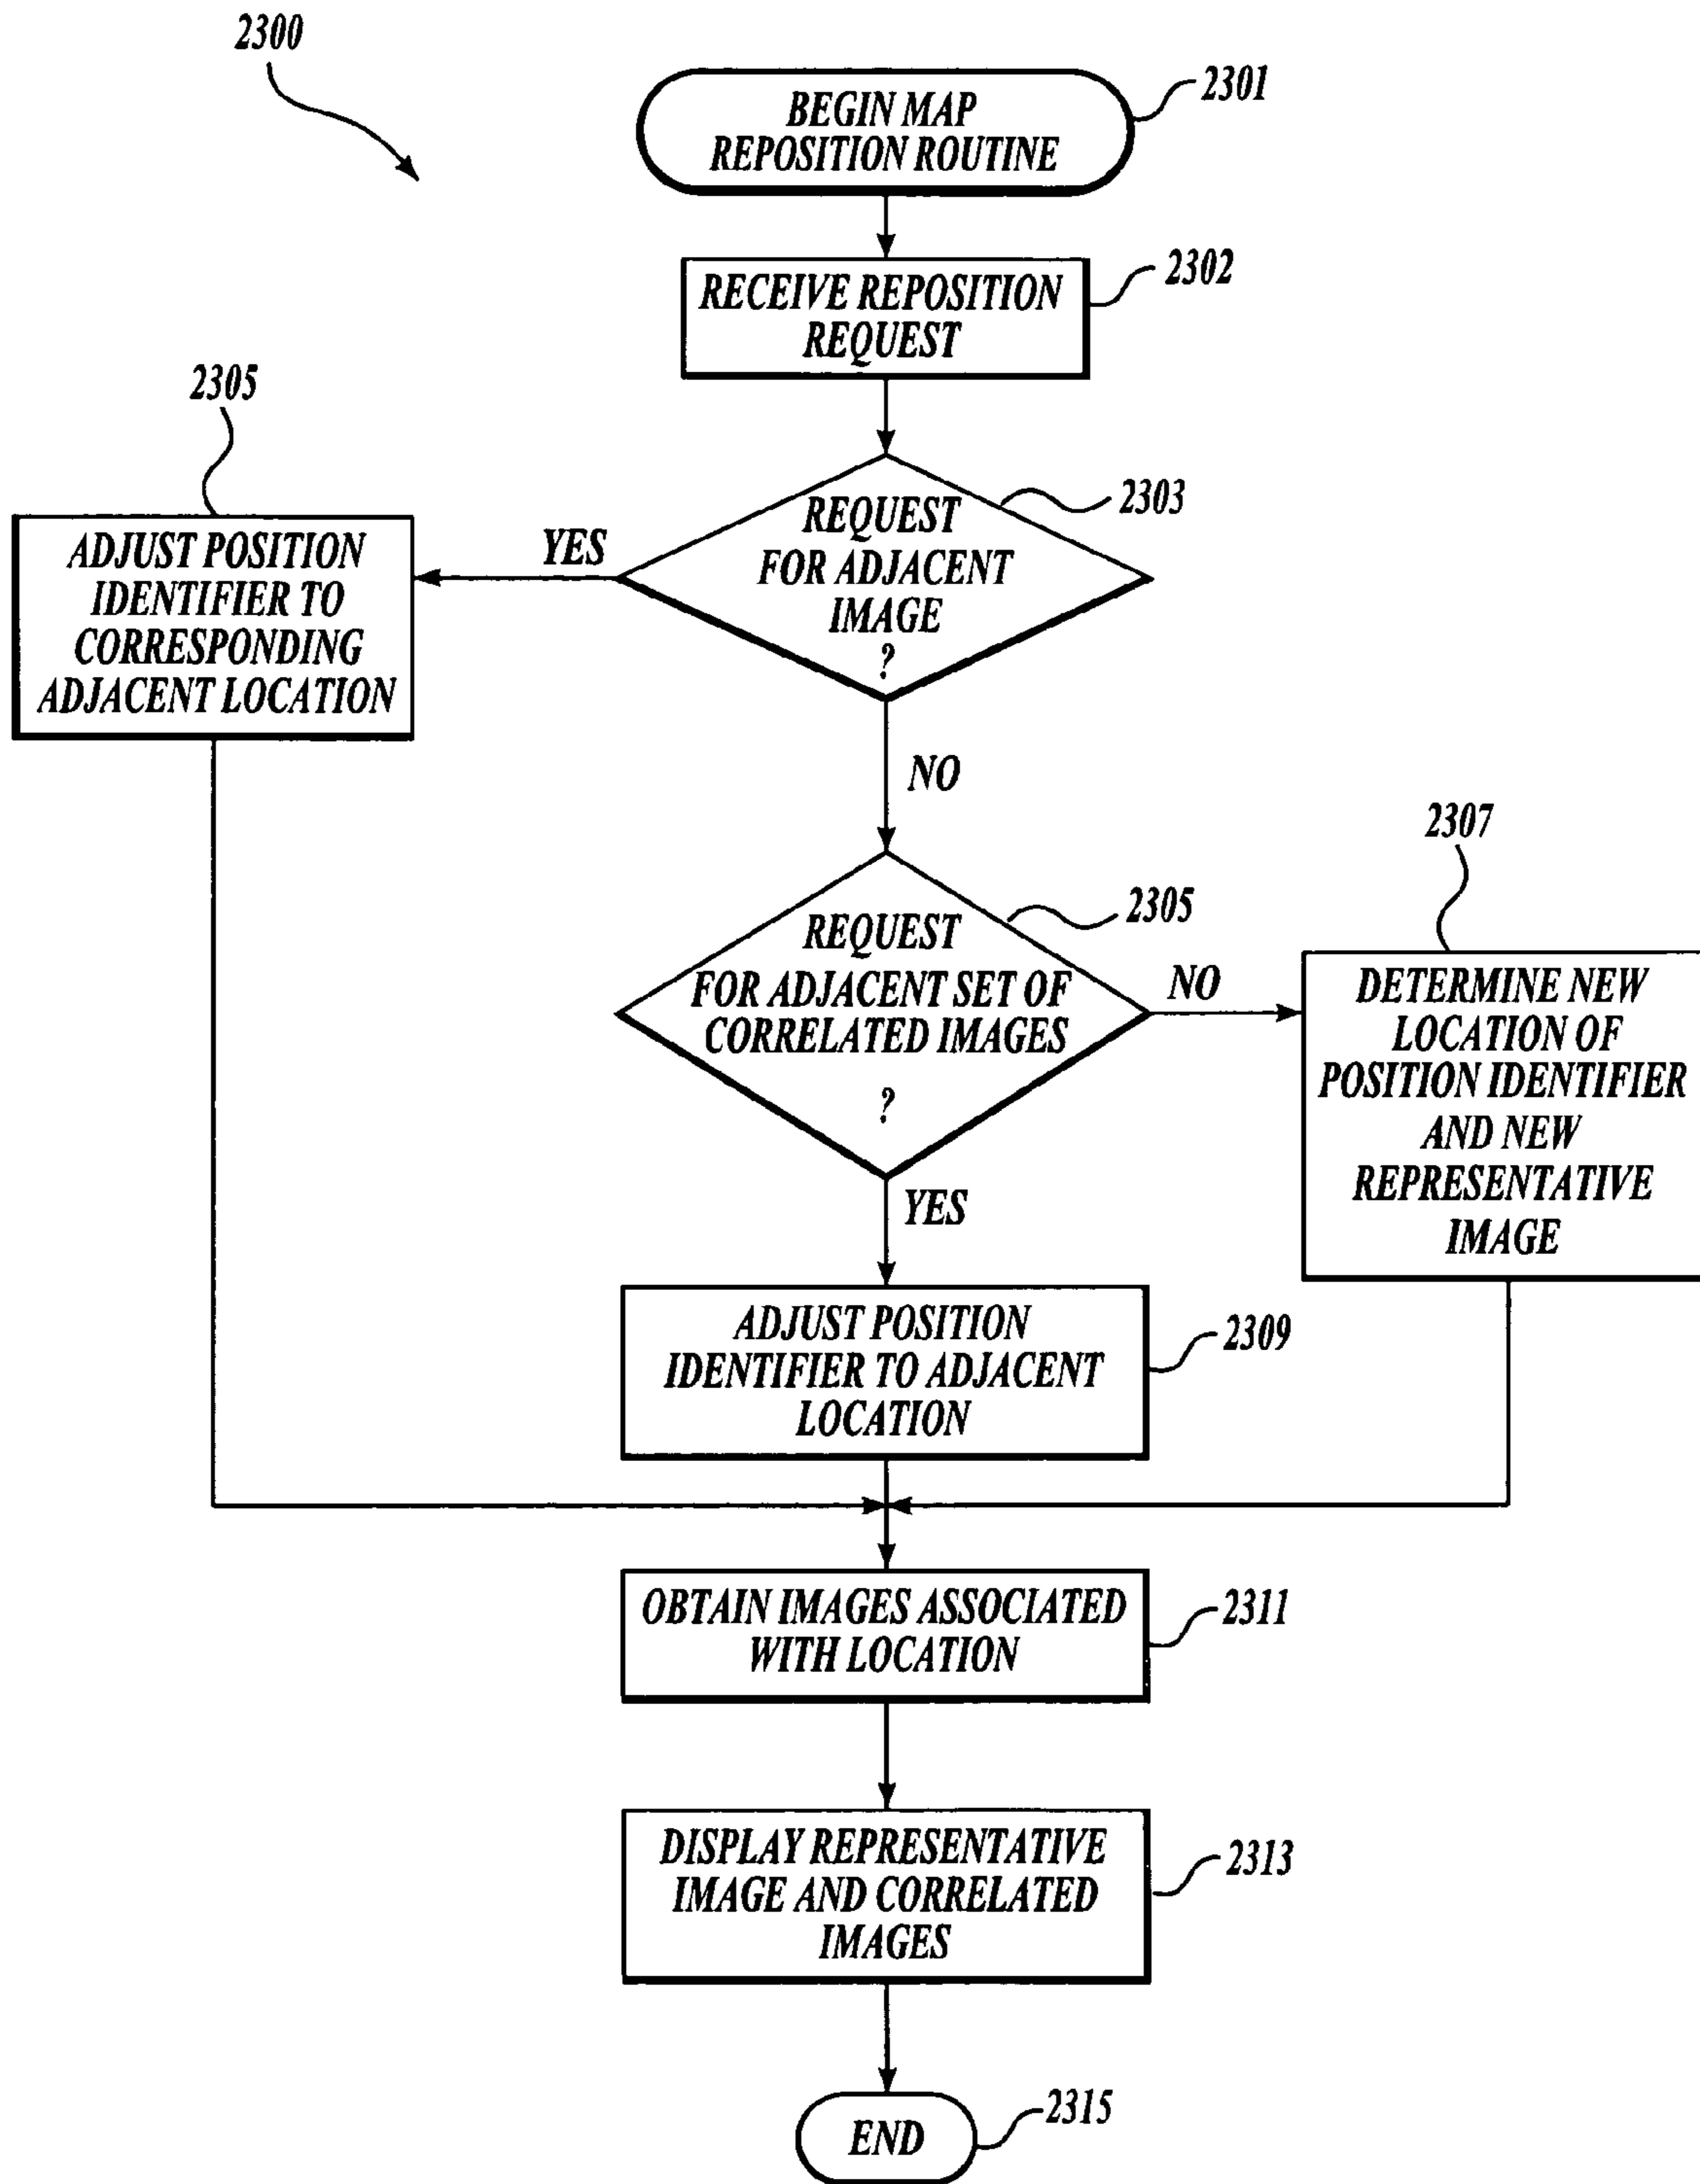 2300
BEGIN MAP
REPOSITION ROUTINE
2301
RECEIVE REPOSITION
REQUEST
2302
2305
ADJUST POSITION
IDENTIFIER TO
CORRESPONDING
ADJACENT LOCATION
YES
REQUEST
FOR ADJACENT
IMAGE
?
2303
NO
REQUEST
FOR ADJACENT SET OF
CORRELATED IMAGES
?
2305
NO
2307
DETERMINE NEW
LOCATION OF
POSITION IDENTIFIER
AND NEW
REPRESENTATIVE
IMAGE
YES
ADJUST POSITION
IDENTIFIER TO ADJACENT
LOCATION
2309
OBTAIN IMAGES ASSOCIATED
WITH LOCATION
2311
DISPLAY REPRESENTATIVE
IMAGE AND CORRELATED
IMAGES
2313
END
2315